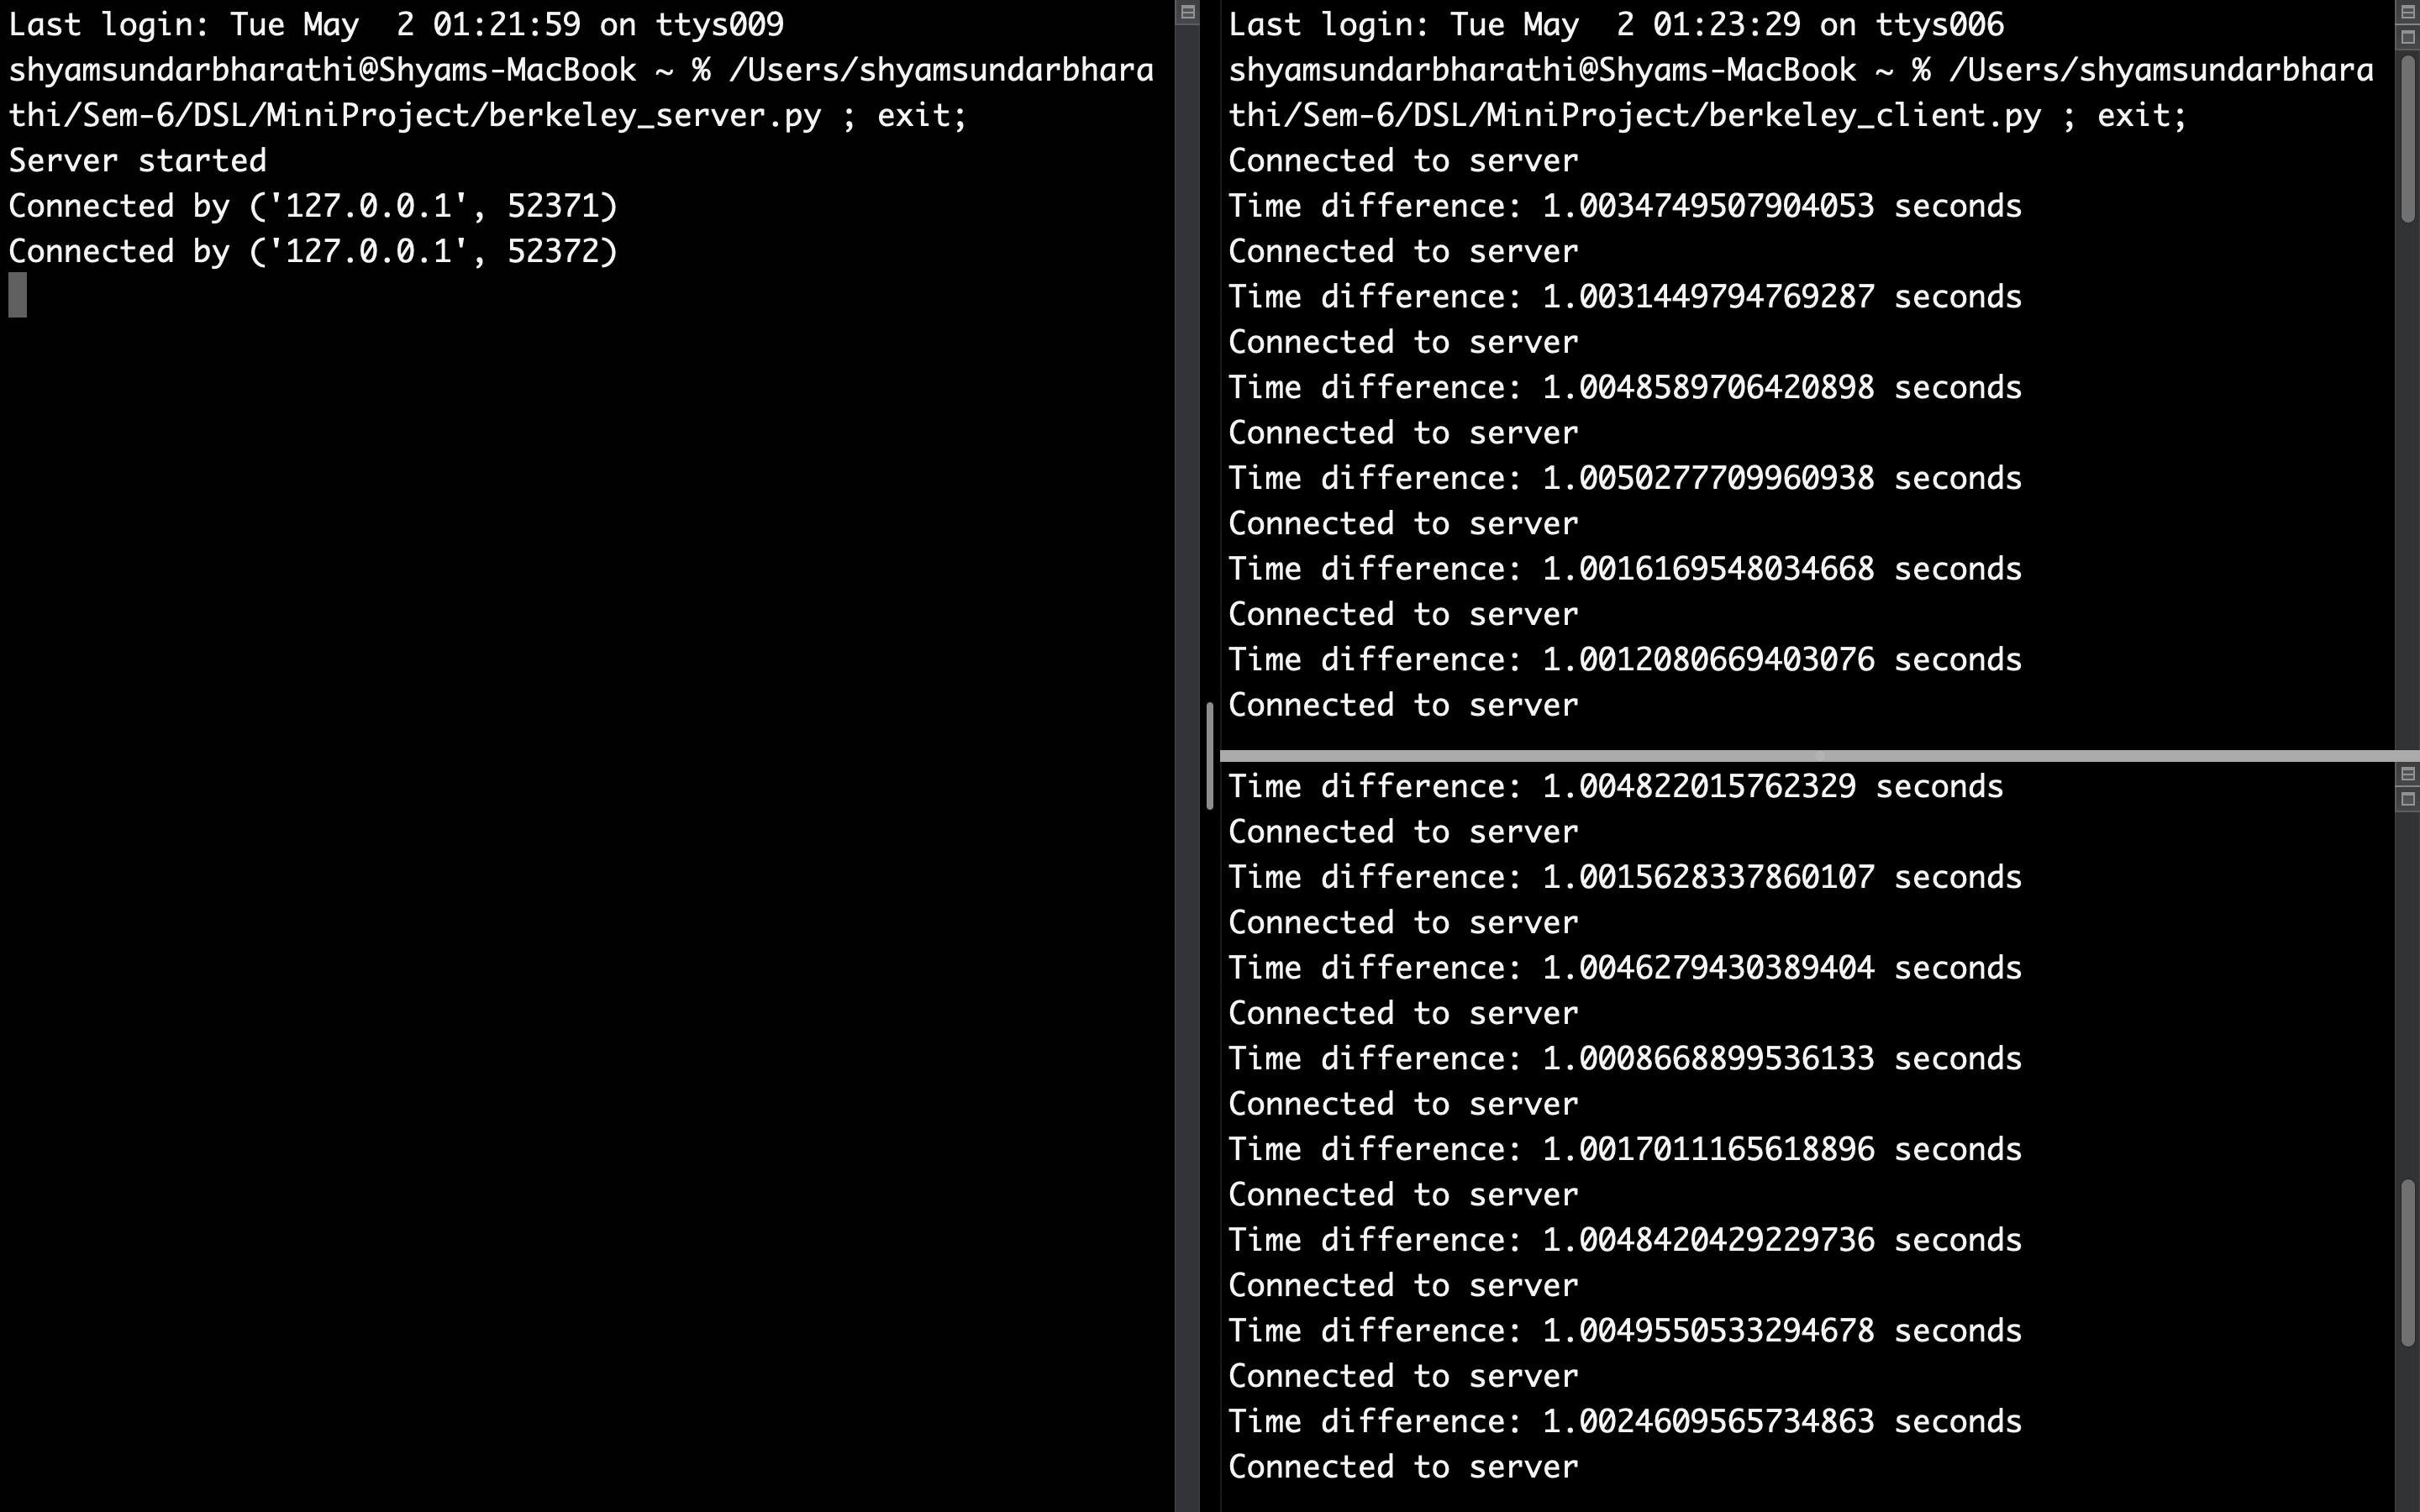 Last login: Tue May  2 01:21:59 on ttys009
shyamsundarbharathi@Shyams-MacBook ~ % /Users/shyamsundarbhara
thi/Sem-6/DSL/MiniProject/berkeley_server.py ; exit;
Server started
Connected by ('127.0.0.1', 52371)
Connected by ('127.0.0.1', 52372)
Last login: Tue May  2 01:23:29 on ttys006
shyamsundarbharathi@Shyams-MacBook ~ % /Users/shyamsundarbhara
thi/Sem-6/DSL/MiniProject/berkeley_client.py ; exit;
Connected to server
Time difference: 1.0034749507904053 seconds
Connected to server
Time difference: 1.0031449794769287 seconds
Connected to server
Time difference: 1.0048589706420898 seconds
Connected to server
Time difference: 1.0050277709960938 seconds
Connected to server
Time difference: 1.0016169548034668 seconds
Connected to server
Time difference: 1.0012080669403076 seconds
Connected to server
Time difference: 1.004822015762329 seconds
Connected to server
Time difference: 1.0015628337860107 seconds
Connected to server
Time difference: 1.0046279430389404 seconds
Connected to server
Time difference: 1.0008668899536133 seconds
Connected to server
Time difference: 1.0017011165618896 seconds
Connected to server
Time difference: 1.0048420429229736 seconds
Connected to server
Time difference: 1.0049550533294678 seconds
Connected to server
Time difference: 1.0024609565734863 seconds
Connected to server